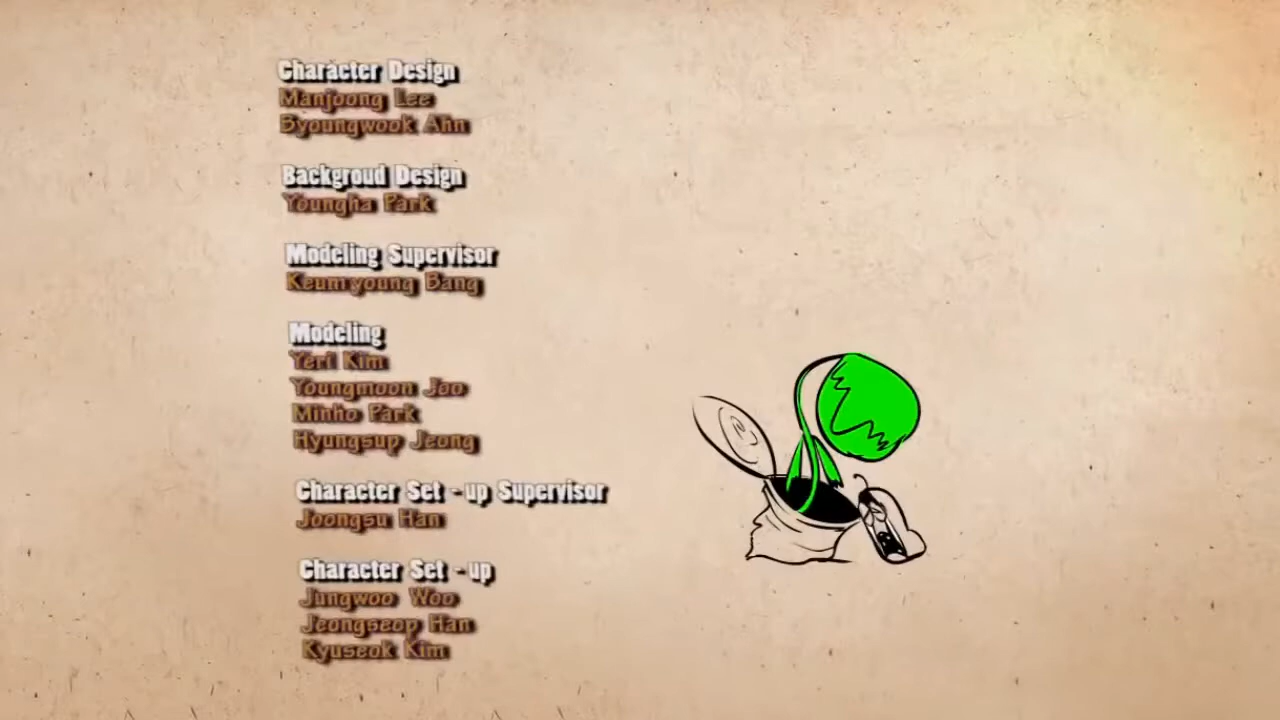 Character Design
Manjoong Lee
Byoungwook Ahn
Backgroud Design
Youngha Park
Modeling Supervisor
Keumyoung Bang
Modeling
Yeri Kim
Youngmoon Joo
Minho Park
Hyungsup Jeong
Character Set - up Supervisor
Joongsu Han
Character Set - up
Jungwoo Woo
Jeongseop Han
Kyuseok Kim